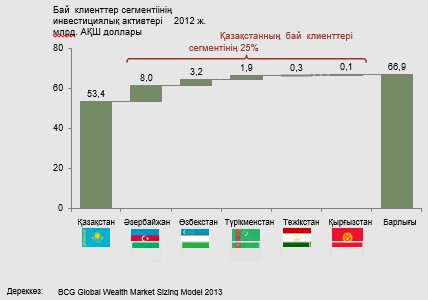 Бай клиенттер сегментіінің
инвестициялық активтері 2012 ж.
млрд. АҚШ доллары
Қазақстанның бай клиенттері
сегментінің 25%
80
60
40
20
0
53,4
8,0
3,2
1,9
0,3
0,1
66,9
Қазақстан Әзербайжан Өзбекстан Түрікменстан Тәжікстан Қырғызстан Барлығы
Дереккөз: BCG Global Wealth Market Sizing Model 2013